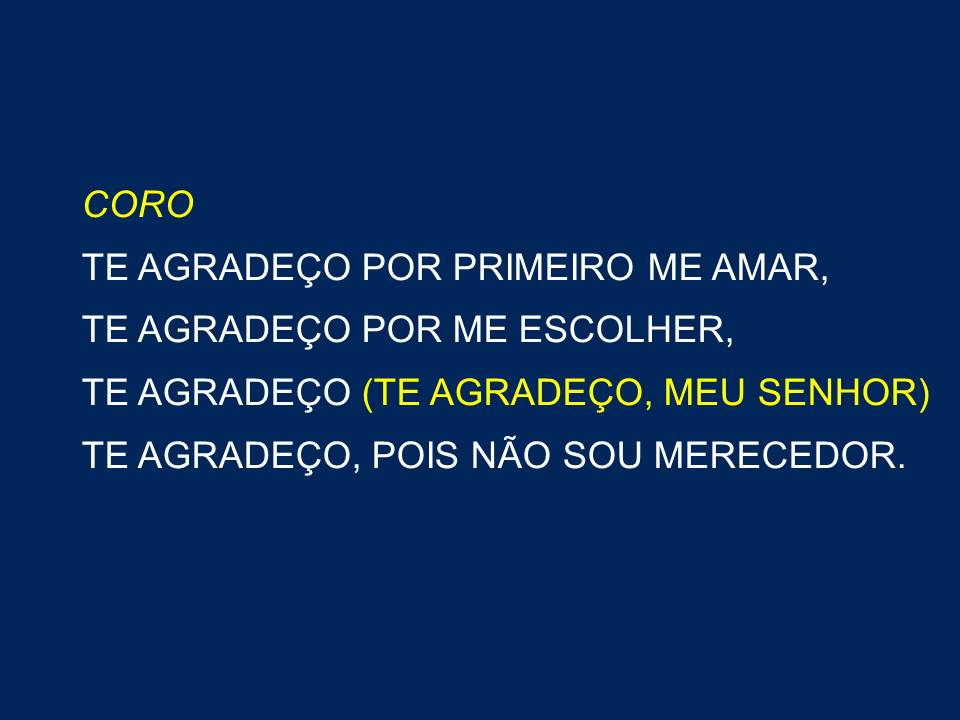 CORO
TE AGRADEÇO POR PRIMEIRO ME AMAR,
TE AGRADEÇO POR ME ESCOLHER,
TE AGRADEÇO (TE AGRADEÇO, MEU SENHOR)
TE AGRADEÇO, POIS NÃO SOU MERECEDOR.